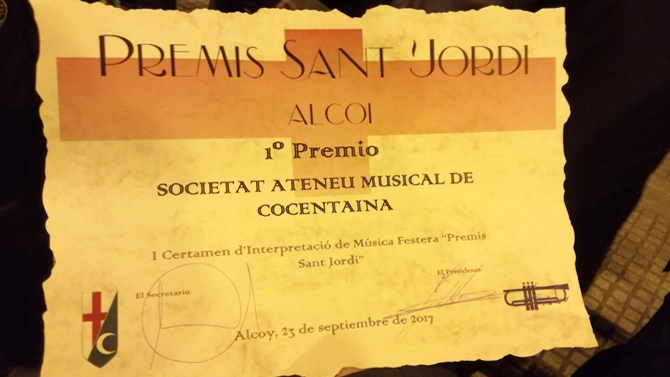 PREMIS SANT 'JORDI
ALCOI
1º Premio
SOCIETAT ATENEU MUSICAL DE
COCENTAINA
I Certamen d'Interpretació de Música Festera "Premis
Sant Jordi"
El Secretario
El Presidente
Alcoy, 23 de septiembre de 2017